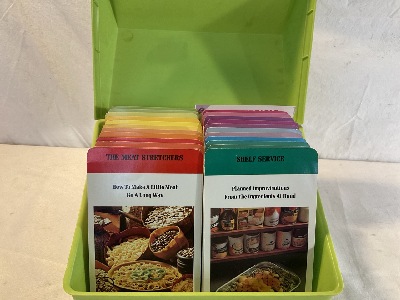 THE MEAT STRETCHERS
How To Make A Little Meat
Go A Long Way
SHELF SERVICE
Planned Improvisations
From the Ingredients At Hand